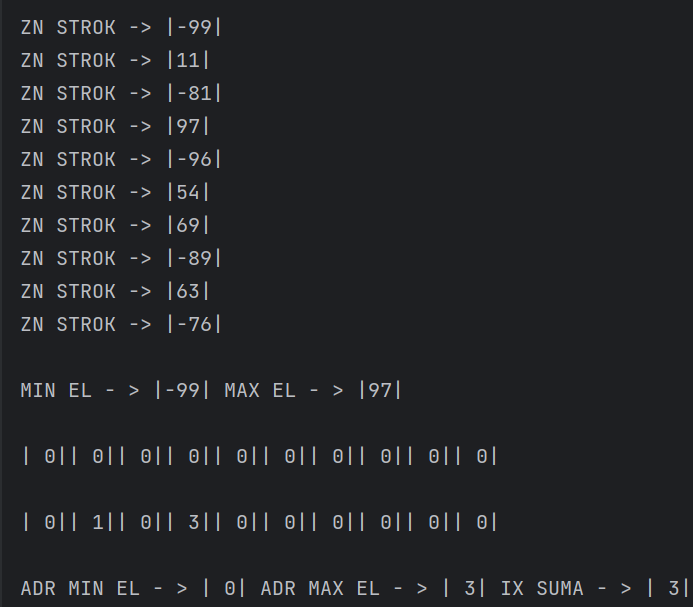 ZN STROK -> |-99|
ZN STROK -> |11|
ZN STROK -> |-81|
ZN STROK -> |97|
ZN STROK -> |-96|
ZN STROK -> |54|
ZN STROK -> |69|
ZN STROK -> |-89|
ZN STROK -> |63|
ZN STROK -> |-76|
MIN EL - > |-99| MAX EL - > |97|
| 0|| 0|| 0|| 0|| 0|| 0|| 0|| 0|| 0|| 0|
| 0|| 1|| 0|| 3|| 0|| 0|| 0|| 0|| 0|| 0|
ADR MIN EL - > | 0| ADR MAX EL - > | 3| IX SUMA - > | 3|